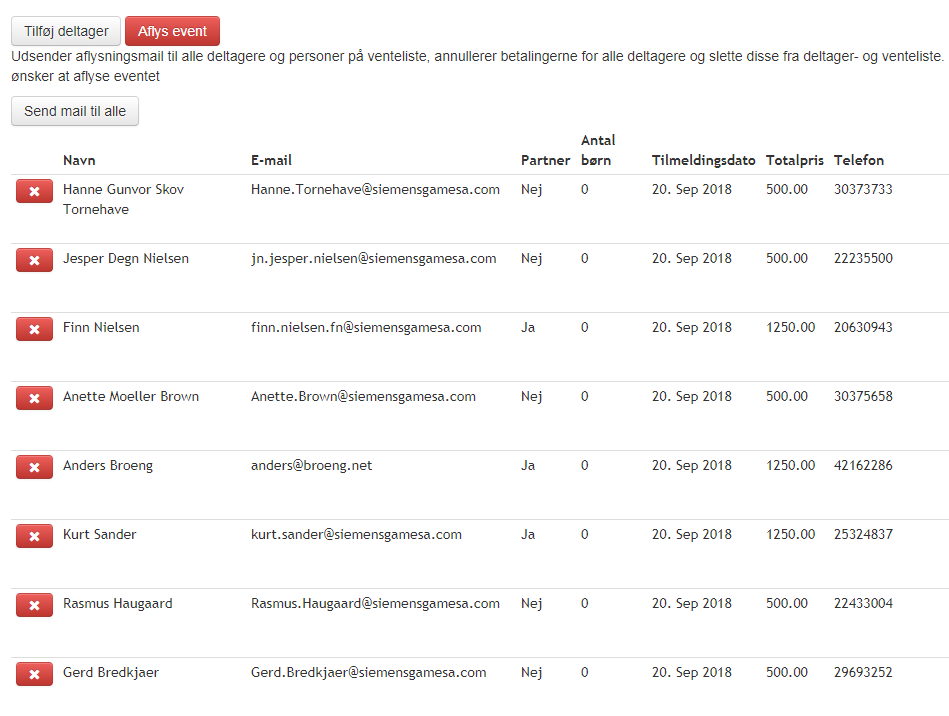 Tilføj deltager Aflys event
Udsender aflysningsmail til alle deltagere og personer på venteliste, annullerer betalingerne for alle deltagere og slette disse fra deltager- og venteliste.
ønsker at aflyse eventet
Send mail til alle
Navn E-mail Partner Antal børn Tilmeldingsdato Totalpris Telefon
Hanne Gunvor Skov Tornehave Hanne.Tornehave@siemensgamesa.com Nej 0 20. Sep 2018 500.00 30373733
Jesper Degn Nielsen jn.jesper.nielsen@siemensgamesa.com Nej 0 20. Sep 2018 500.00 22235500
Finn Nielsen finn.nielsen.fn@siemensgamesa.com Ja 0 20. Sep 2018 1250.00 20630943
Anette Moeller Brown Anette.Brown@siemensgamesa.com Nej 0 20. Sep 2018 500.00 30375658
Anders Broeng anders@broeng.net Ja 0 20. Sep 2018 1250.00 42162286
Kurt Sander kurt.sander@siemensgamesa.com Ja 0 20. Sep 2018 1250.00 25324837
Rasmus Haugaard Rasmus.Haugaard@siemensgamesa.com Nej 0 20. Sep 2018 500.00 22433004
Gerd Bredkjaer Gerd.Bredkjaer@siemensgamesa.com Nej 0 20. Sep 2018 500.00 29693252